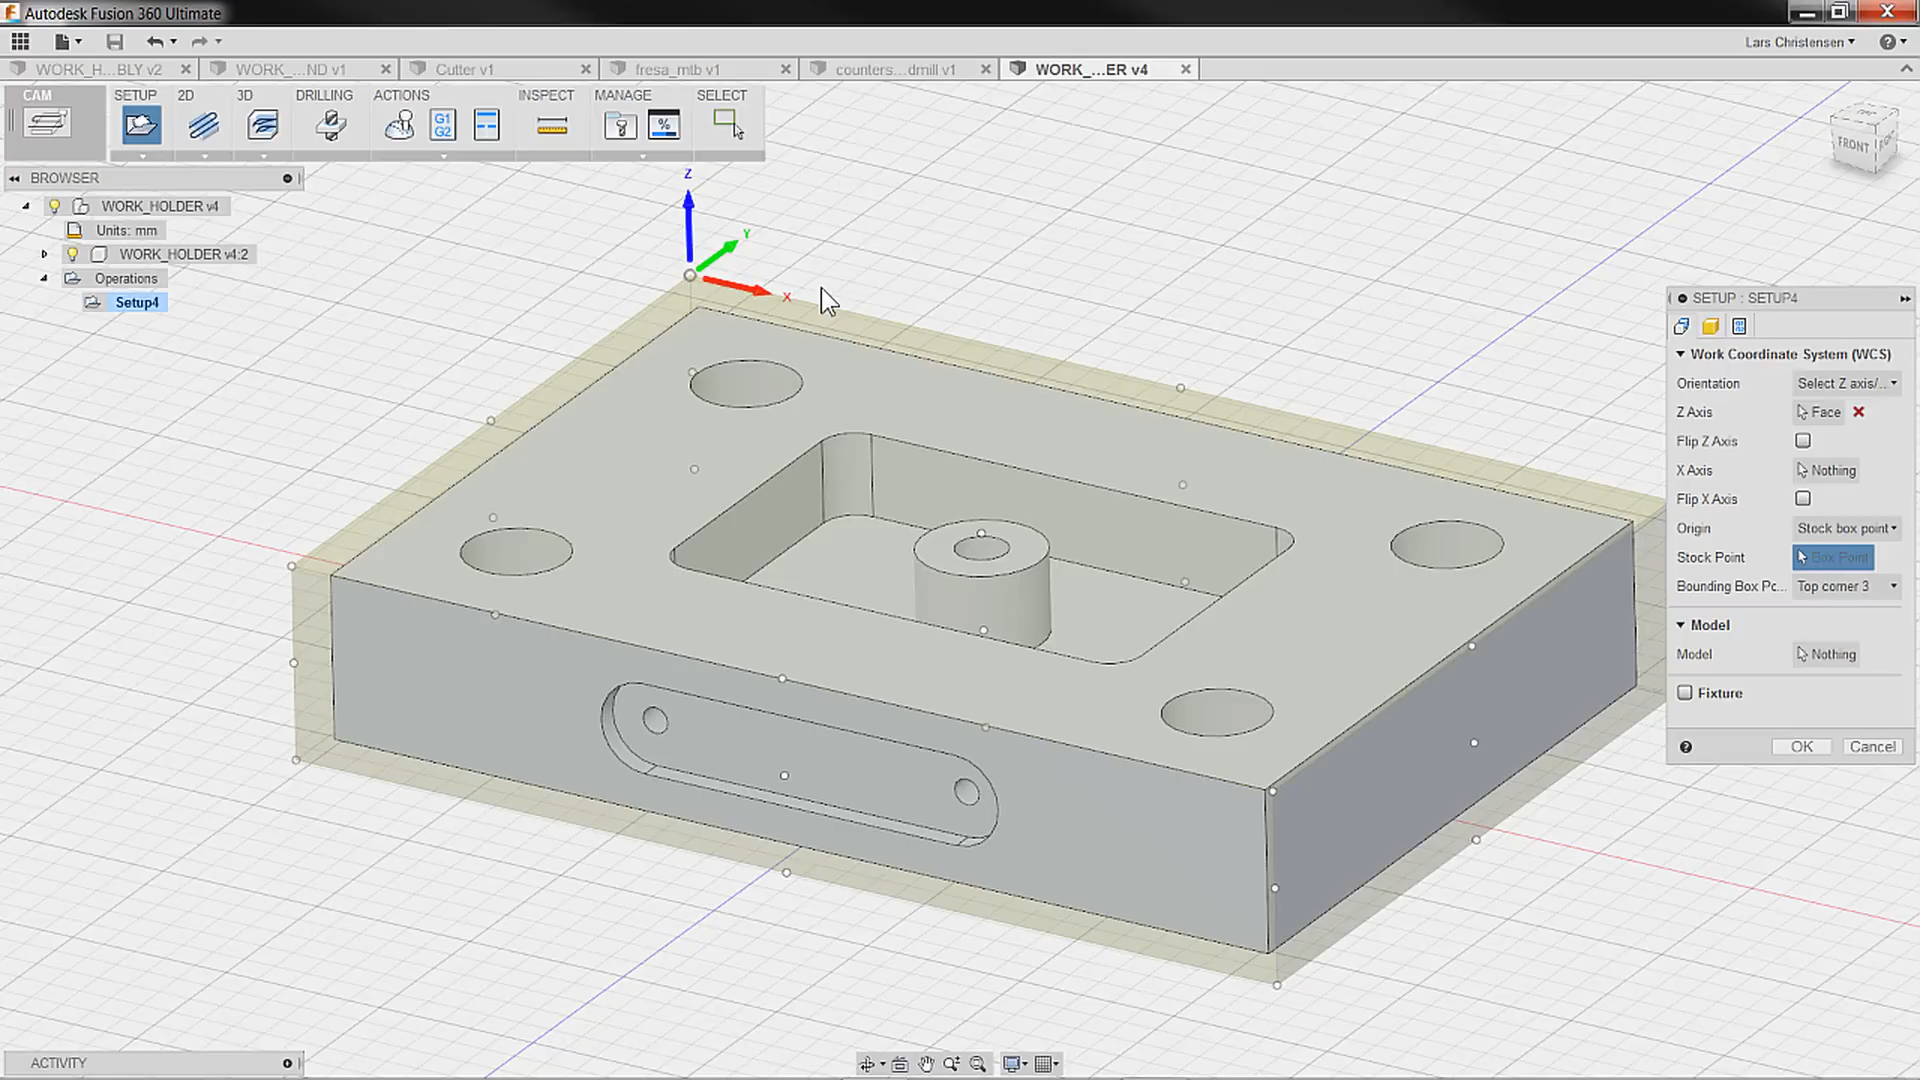 Autodesk Fusion 360 Ultimate
Lars Christensen
WORK_H...BLY v2
WORK_...ND v1
Cutter v1
fresa_mtb v1
counters...drmill v1
WORK_...ER v4
CAM
SETUP
2D
3D
DRILLING
ACTIONS
INSPECT
MANAGE
SELECT
G1
G2
%
BROWSER
WORK_HOLDER v4
Units: mm
WORK_HOLDER v4:2
Operations
Setup4
Z
Y
X
FRONT
SETUP : SETUP4
Work Coordinate System (WCS)
Orientation Select Z axis/...
Z Axis Face
Flip Z Axis
X Axis Nothing
Flip X Axis
Origin Stock box point
Stock Point Box Point
Bounding Box Po... Top corner 3
Model
Model Nothing
Fixture
OK Cancel
ACTIVITY